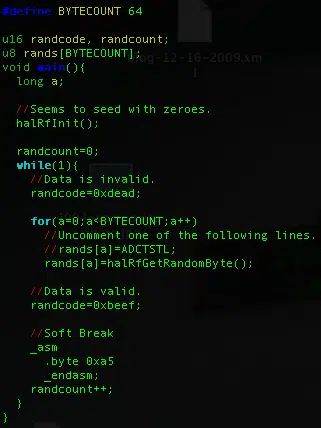 #define BYTECOUNT 64
u16 randcode, randcount;
u8 rands[BYTECOUNT];
void main(){
long a;
//Seems to seed with zeroes.
halRfInit();
randcount=0;
while(1){
//Data is invalid.
randcode=0xdead;
for(a=0;a<BYTECOUNT;a++)
//Uncomment one of the following lines.
//rands[a]=ADCTSTL;
rands[a]=halRfGetRandomByte();
//Data is valid.
randcode=0xbeef;
//Soft Break
_asm
.byte 0xa5
_endasm;
randcount++;
}
}